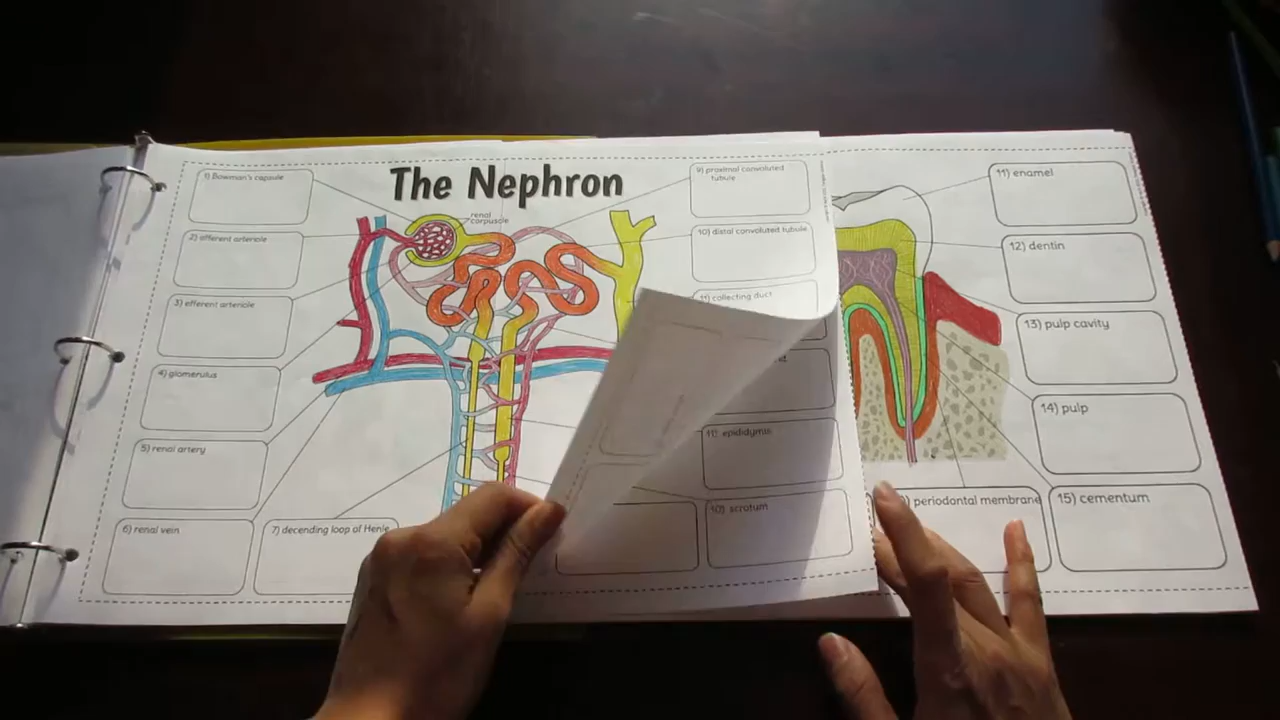 The Nephron
1) Bowman's capsule
2) afferent arteriole
3) efferent arteriole
4) glomerulus
5) renal artery
6) renal vein
7) decending loop of Henle
renal
corpuscle
9) proximal convoluted
tubule
10) distal convoluted tubule
11) collecting duct
11) epididymis
10) scrotum
11) enamel
12) dentin
13) pulp cavity
14) pulp
periodontal membrane
15) cementum